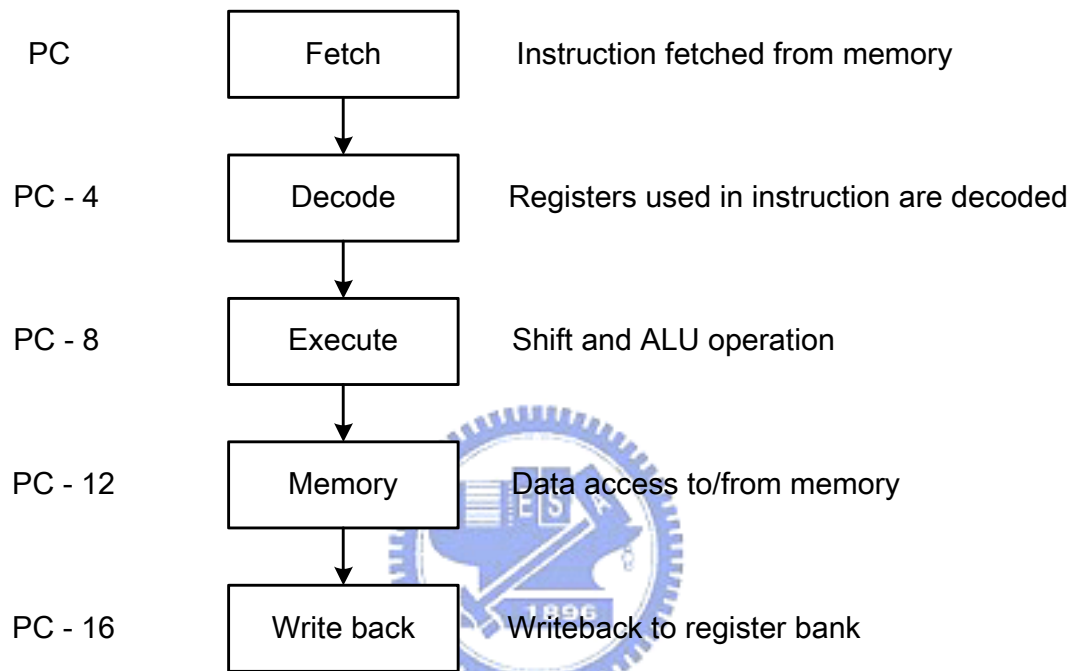 PC Fetch Instruction fetched from memory
PC - 4 Decode Registers used in instruction are decoded
PC - 8 Execute Shift and ALU operation
PC - 12 Memory Data access to/from memory
ES A
PC - 16 Write back Writeback to register bank
1896